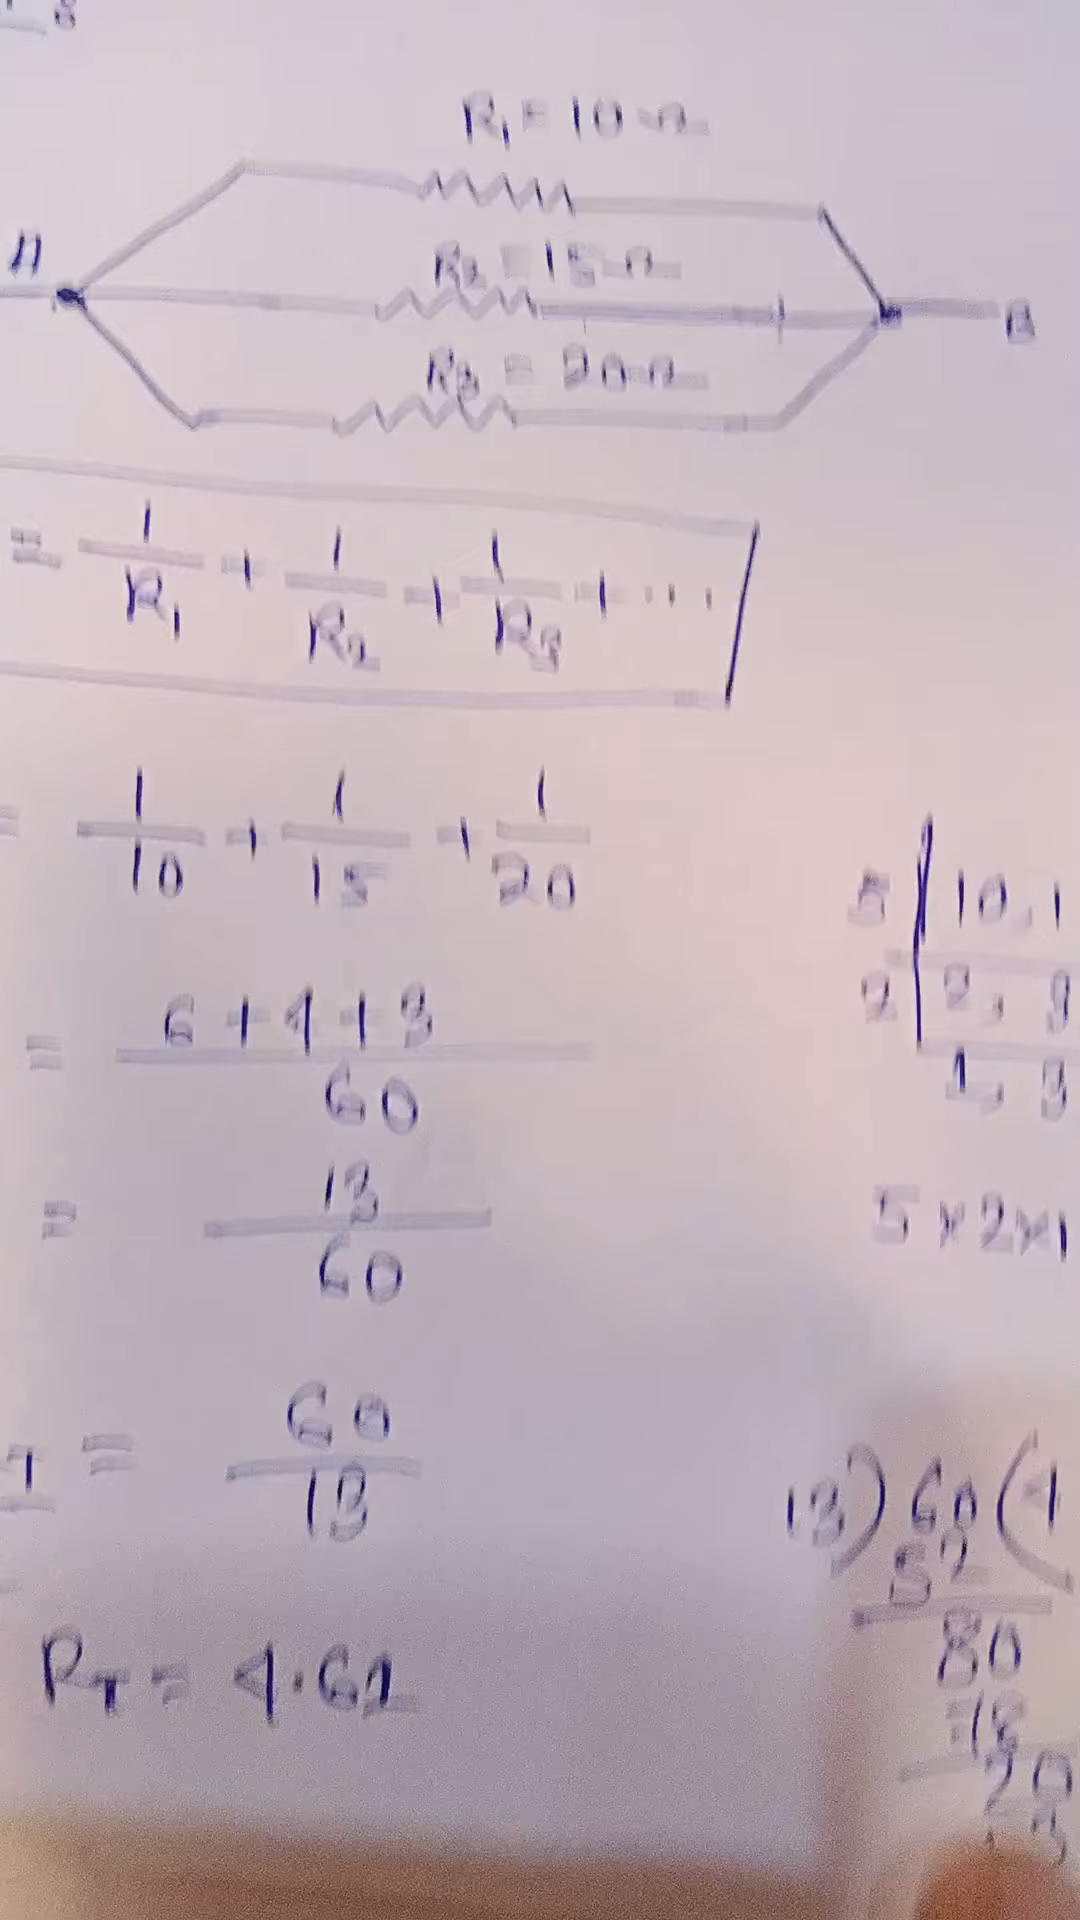 R₁ = 10 Ω
A
R₂ = 15 Ω
B
R₃ = 20 Ω
= 1/R₁ + 1/R₂ + 1/R₃ + ...
= 1/10 + 1/15 + 1/20
5 | 10, 1
= (6 + 4 + 3)/60
2 | 2, 3
1, 3
= 13/60
5 × 2 × 1
= 60/13
13) 60 (4
52
80
R_T = 4.61
78
20